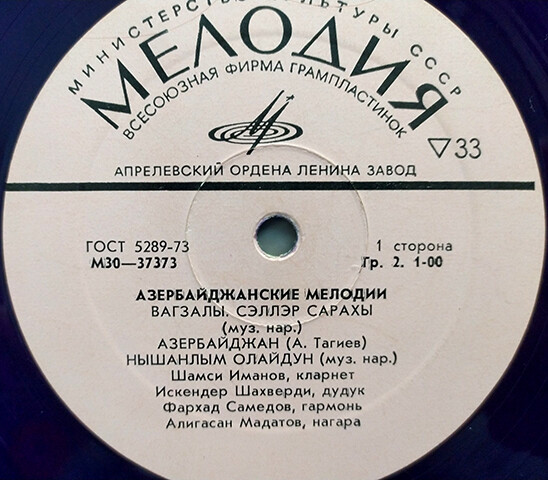 МИНИСТЕРСТВО КУЛЬТУРЫ СССР
МЕЛОДИЯ
ВСЕСОЮЗНАЯ ФИРМА ГРАМПЛАСТИНОК
33
АПРЕЛЕВСКИЙ ОРДЕНА ЛЕНИНА ЗАВОД
ГОСТ 5289-73 1 сторона
М30—37373 Гр. 2. 1-00
АЗЕРБАЙДЖАНСКИЕ МЕЛОДИИ
ВАГЗАЛЫ. СЭЛЛЭР САРАХЫ
(муз. нар.)
АЗЕРБАЙДЖАН (А. Тагиев)
НЫШАНЛЫМ ОЛАЙДУН (муз. нар.)
Шамси Иманов, кларнет
Искендер Шахверди, дудук
Фархад Самедов, гармонь
Алигасан Мадатов, нагара